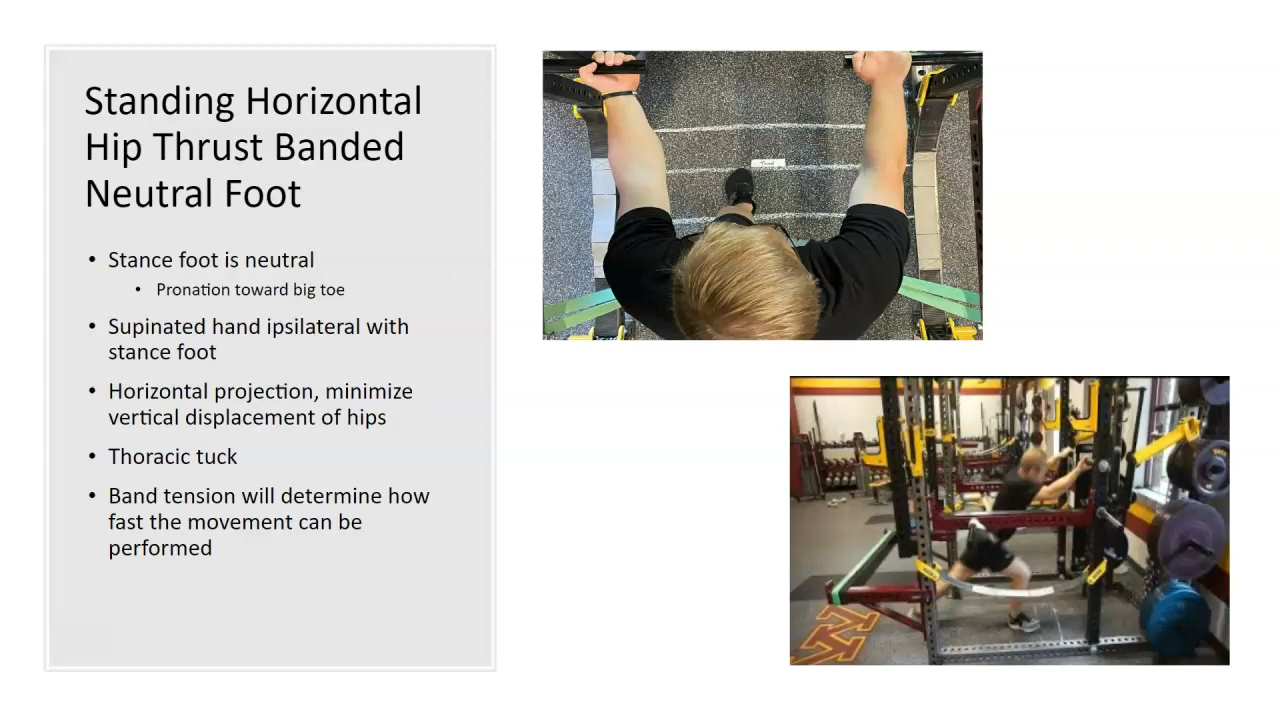 Standing Horizontal
Hip Thrust Banded
Neutral Foot
• Stance foot is neutral
• Pronation toward big toe
• Supinated hand ipsilateral with
stance foot
• Horizontal projection, minimize
vertical displacement of hips
• Thoracic tuck
• Band tension will determine how
fast the movement can be
performed